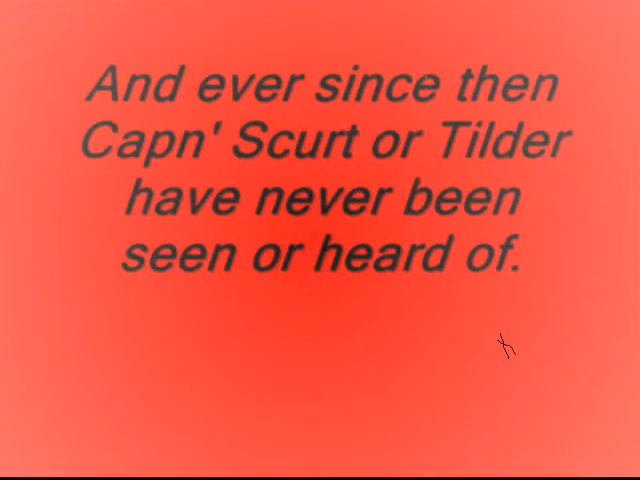 And ever since then
Capn' Scurt or Tilder
have never been
seen or heard of.